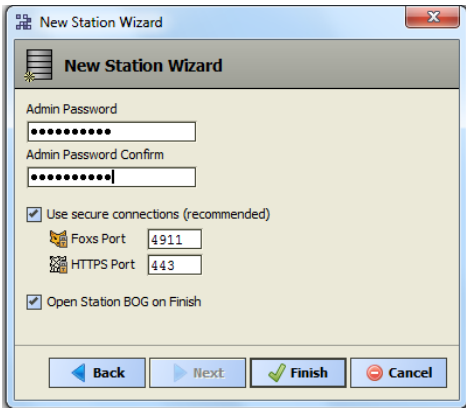 New Station Wizard
New Station Wizard
Admin Password
••••••••••
Admin Password Confirm
••••••••••
Use secure connections (recommended)
Foxs Port 4911
HTTPS Port 443
Open Station BOG on Finish
Back Next Finish Cancel